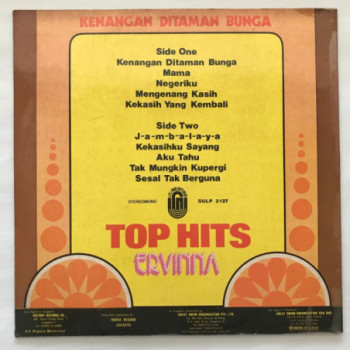 KENANGAN DITAMAN BUNGA
Side One
Kenangan Ditaman Bunga
Mama
Negeriku
Mengenang Kasih
Kekasih Yang Kembali
Side Two
J-a-m-b-a-l-a-y-a
Kekasihku Sayang
Aku Tahu
Tak Mungkin Kupergi
Sesal Tak Berguna
STEREO/MONO
SULP 2127
TOP HITS
ERVINNA